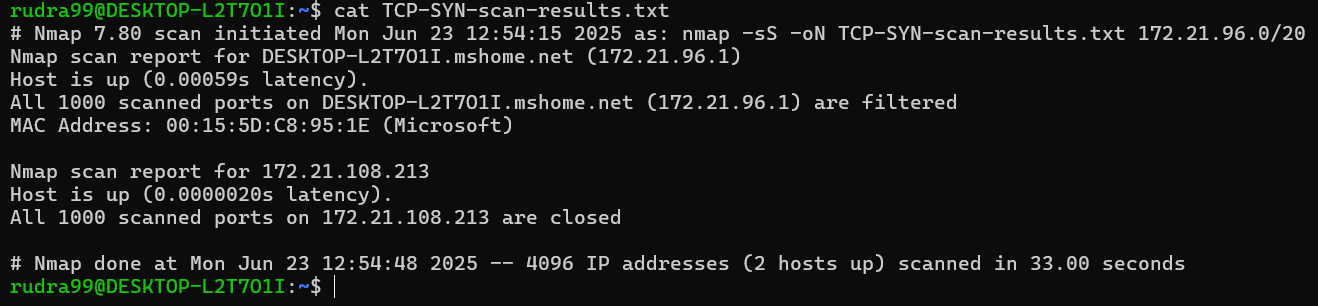 rudra99@DESKTOP-L2T7O1I:~$ cat TCP-SYN-scan-results.txt
# Nmap 7.80 scan initiated Mon Jun 23 12:54:15 2025 as: nmap -sS -oN TCP-SYN-scan-results.txt 172.21.96.0/20
Nmap scan report for DESKTOP-L2T7O1I.mshome.net (172.21.96.1)
Host is up (0.00059s latency).
All 1000 scanned ports on DESKTOP-L2T7O1I.mshome.net (172.21.96.1) are filtered
MAC Address: 00:15:5D:C8:95:1E (Microsoft)

Nmap scan report for 172.21.108.213
Host is up (0.0000020s latency).
All 1000 scanned ports on 172.21.108.213 are closed

# Nmap done at Mon Jun 23 12:54:48 2025 -- 4096 IP addresses (2 hosts up) scanned in 33.00 seconds
rudra99@DESKTOP-L2T7O1I:~$